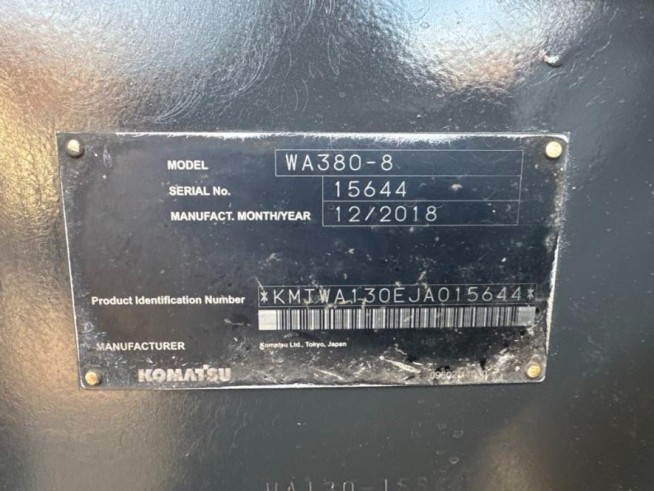 MODEL WA380-8
SERIAL No. 15644
MANUFACT. MONTH/YEAR 12/2018
Product Identification Number *KMTWA130EJA015644*
MANUFACTURER Komatsu Ltd., Tokyo, Japan
KOMATSU